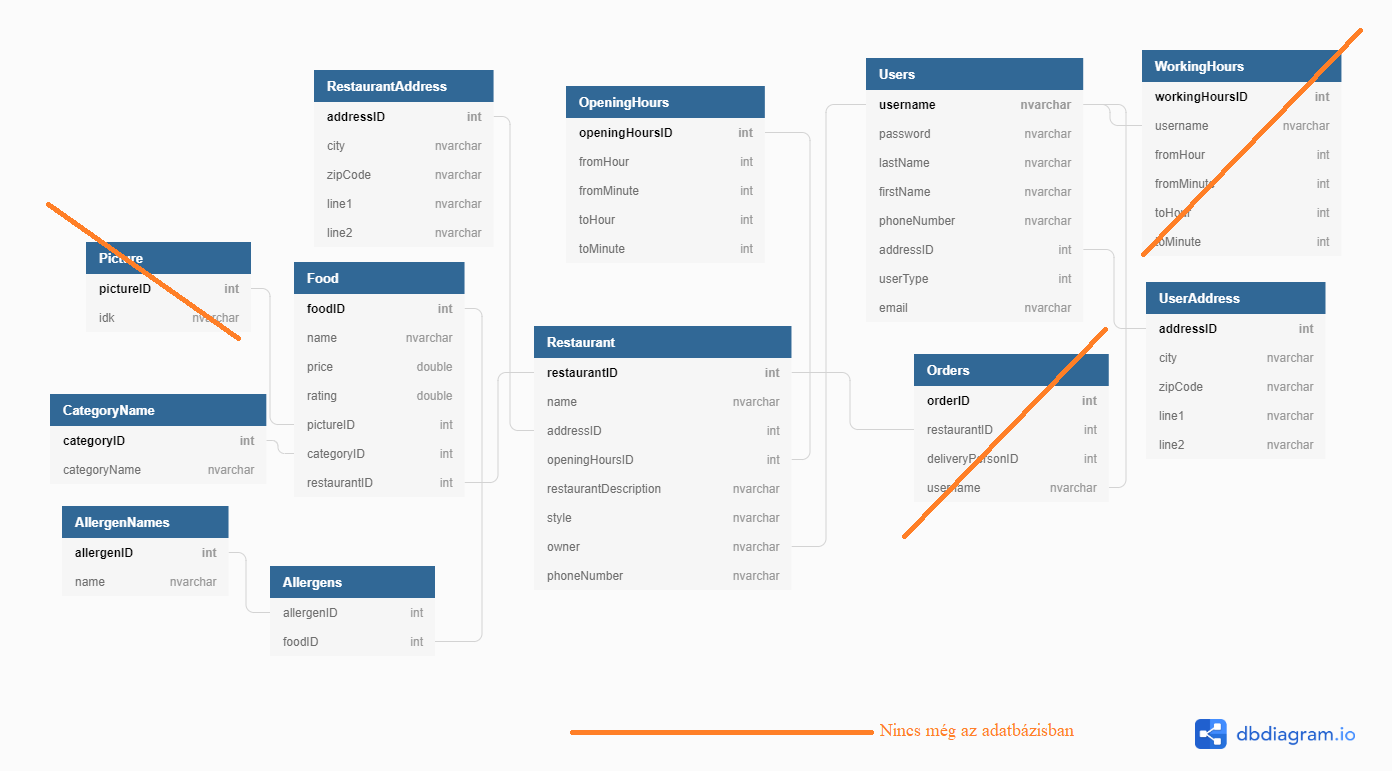 RestaurantAddress
addressID int
city nvarchar
zipCode nvarchar
line1 nvarchar
line2 nvarchar
OpeningHours
openingHoursID int
fromHour int
fromMinute int
toHour int
toMinute int
Users
username nvarchar
password nvarchar
lastName nvarchar
firstName nvarchar
phoneNumber nvarchar
addressID int
userType int
email nvarchar
WorkingHours
workingHoursID int
username nvarchar
fromHour int
fromMinute int
toHour int
toMinute int
Picture
pictureID int
idk nvarchar
Food
foodID int
name nvarchar
price double
rating double
pictureID int
categoryID int
restaurantID int
Restaurant
restaurantID int
name nvarchar
addressID int
openingHoursID int
restaurantDescription nvarchar
style nvarchar
owner nvarchar
phoneNumber nvarchar
UserAddress
addressID int
city nvarchar
zipCode nvarchar
line1 nvarchar
line2 nvarchar
Orders
orderID int
restaurantID int
deliveryPersonID int
username nvarchar
CategoryName
categoryID int
categoryName nvarchar
AllergenNames
allergenID int
name nvarchar
Allergens
allergenID int
foodID int
Nincs még az adatbázisban
dbdiagram.io